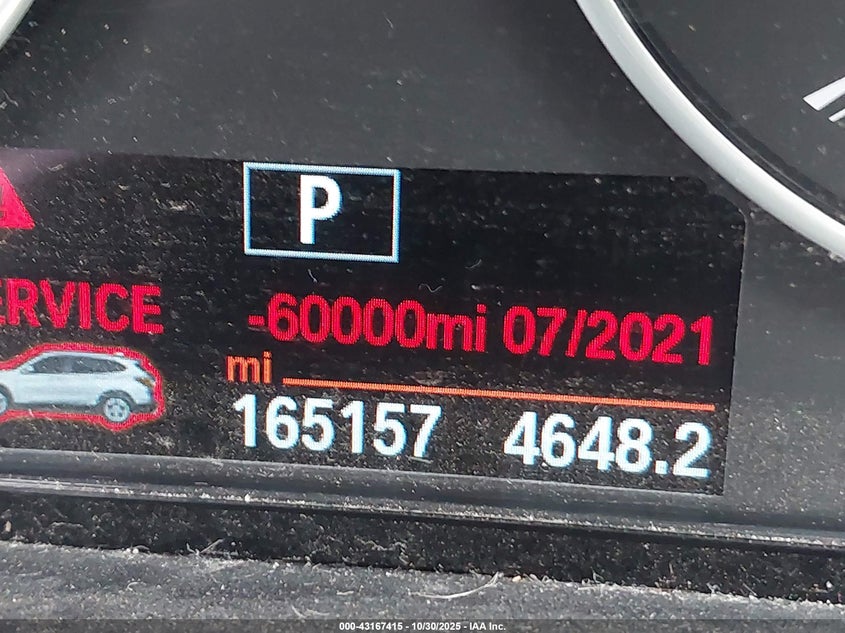 P
ERVICE -60000mi 07/2021
mi
165157 4648.2
000-43167415 - 10/30/2025 - IAA Inc.